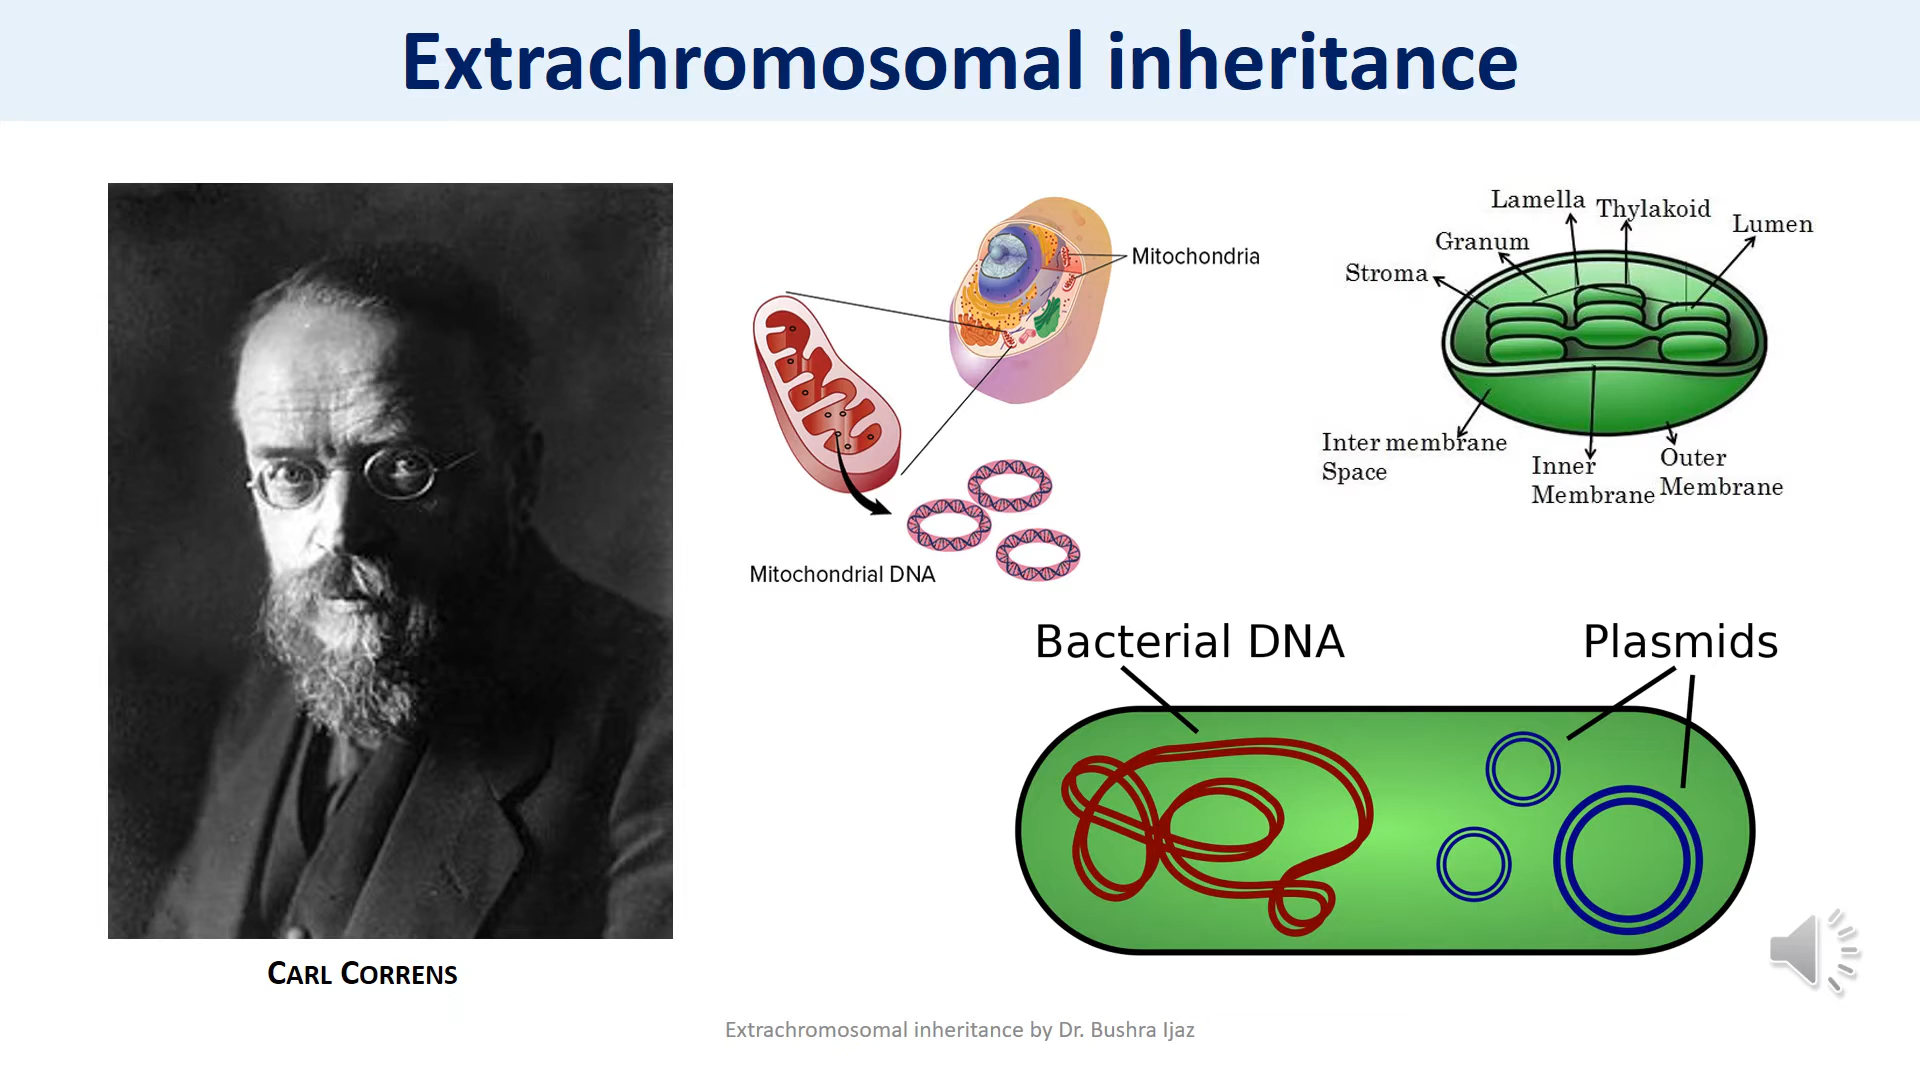 Extrachromosomal inheritance
CARL CORRENS
Mitochondria
Mitochondrial DNA
Lamella
Thylakoid
Lumen
Granum
Stroma
Inter membrane
Space
Inner
Membrane
Outer
Membrane
Bacterial DNA
Plasmids
Extrachromosomal inheritance by Dr. Bushra Ijaz